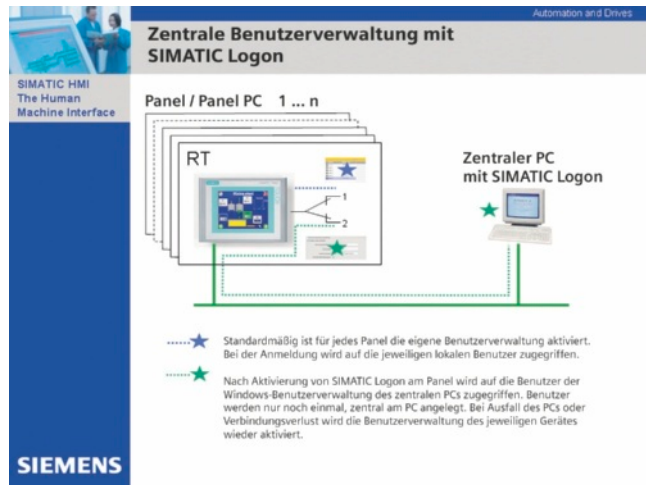 Automation and Drives
Zentrale Benutzerverwaltung mit
SIMATIC Logon
SIMATIC HMI
The Human
Machine Interface
Panel / Panel PC 1 ... n
RT
1
2
Zentraler PC
mit SIMATIC Logon
Standardmäßig ist für jedes Panel die eigene Benutzerverwaltung aktiviert.
Bei der Anmeldung wird auf die jeweiligen lokalen Benutzer zugegriffen.
Nach Aktivierung von SIMATIC Logon am Panel wird auf die Benutzer der
Windows-Benutzerverwaltung des zentralen PCs zugegriffen. Benutzer
werden nur noch einmal, zentral am PC angelegt. Bei Ausfall des PCs oder
Verbindungsverlust wird die Benutzerverwaltung des jeweiligen Gerätes
wieder aktiviert.
SIEMENS